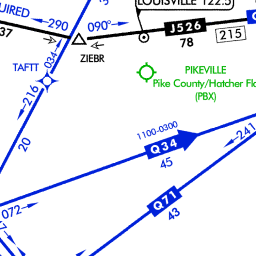 LOUISVILLE 122.5
UIRED
290
090°
J526
37
78
215
ZIEBR
TAFTT
034
PIKEVILLE
Pike County/Hatcher Fl
(PBX)
216
1100-0300
Q34
241
20
45
Q71
072
43